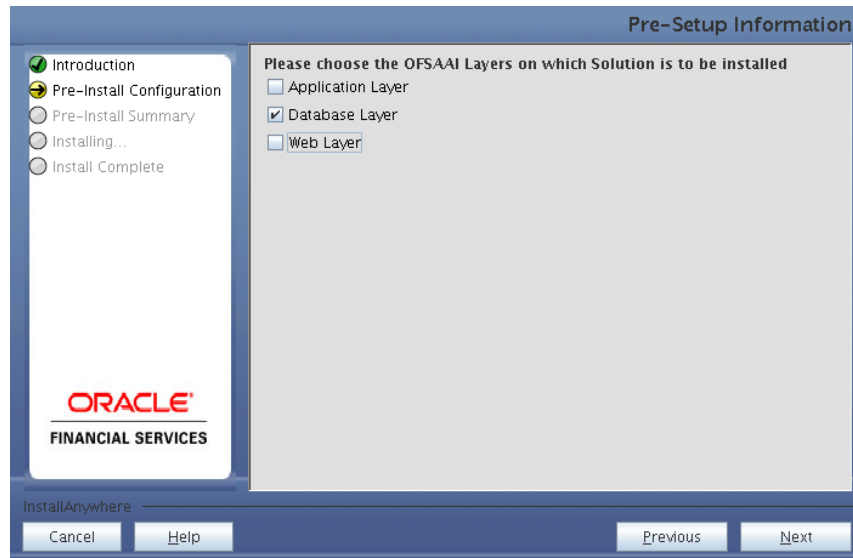 Pre-Setup Information
Introduction
Pre-Install Configuration
Pre-Install Summary
Installing...
Install Complete
ORACLE'
FINANCIAL SERVICES
Please choose the OFSAAI Layers on which Solution is to be installed
Application Layer
Database Layer
Web Layer
InstallAnywhere
Cancel
Help
Previous
Next